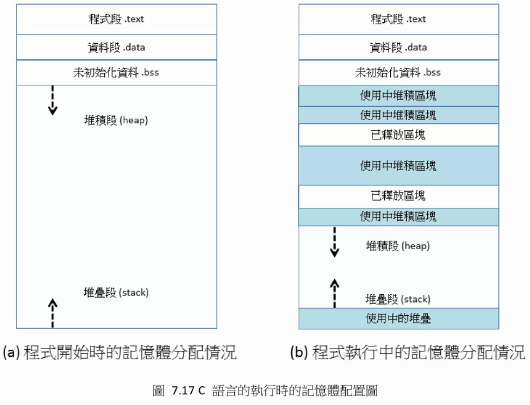 程式段 .text
資料段 .data
未初始化資料 .bss
堆積段 (heap)
堆疊段 (stack)
(a) 程式開始時的記憶體分配情況
程式段 .text
資料段 .data
未初始化資料 .bss
使用中堆積區塊
使用中堆積區塊
已釋放區塊
使用中堆積區塊
已釋放區塊
使用中堆積區塊
堆積段 (heap)
堆疊段 (stack)
使用中的堆疊
(b) 程式執行中的記憶體分配情況
圖 7.17 C 語言的執行時的記憶體配置圖